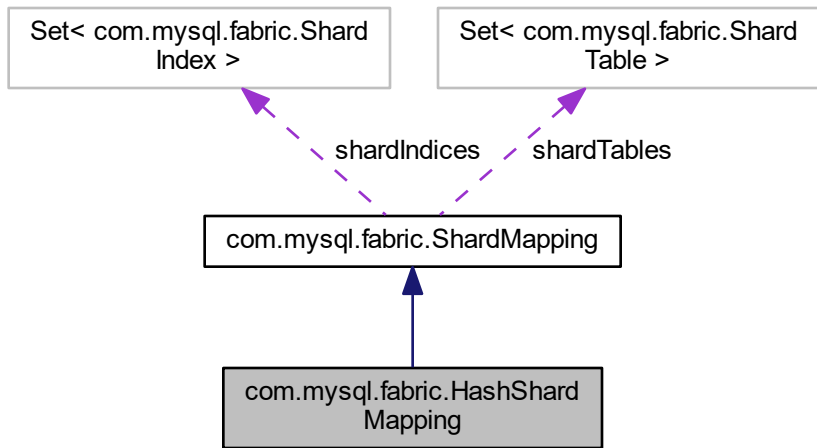 Set< com.mysql.fabric.Shard
Index >
Set< com.mysql.fabric.Shard
Table >
shardIndices
shardTables
com.mysql.fabric.ShardMapping
com.mysql.fabric.HashShard
Mapping